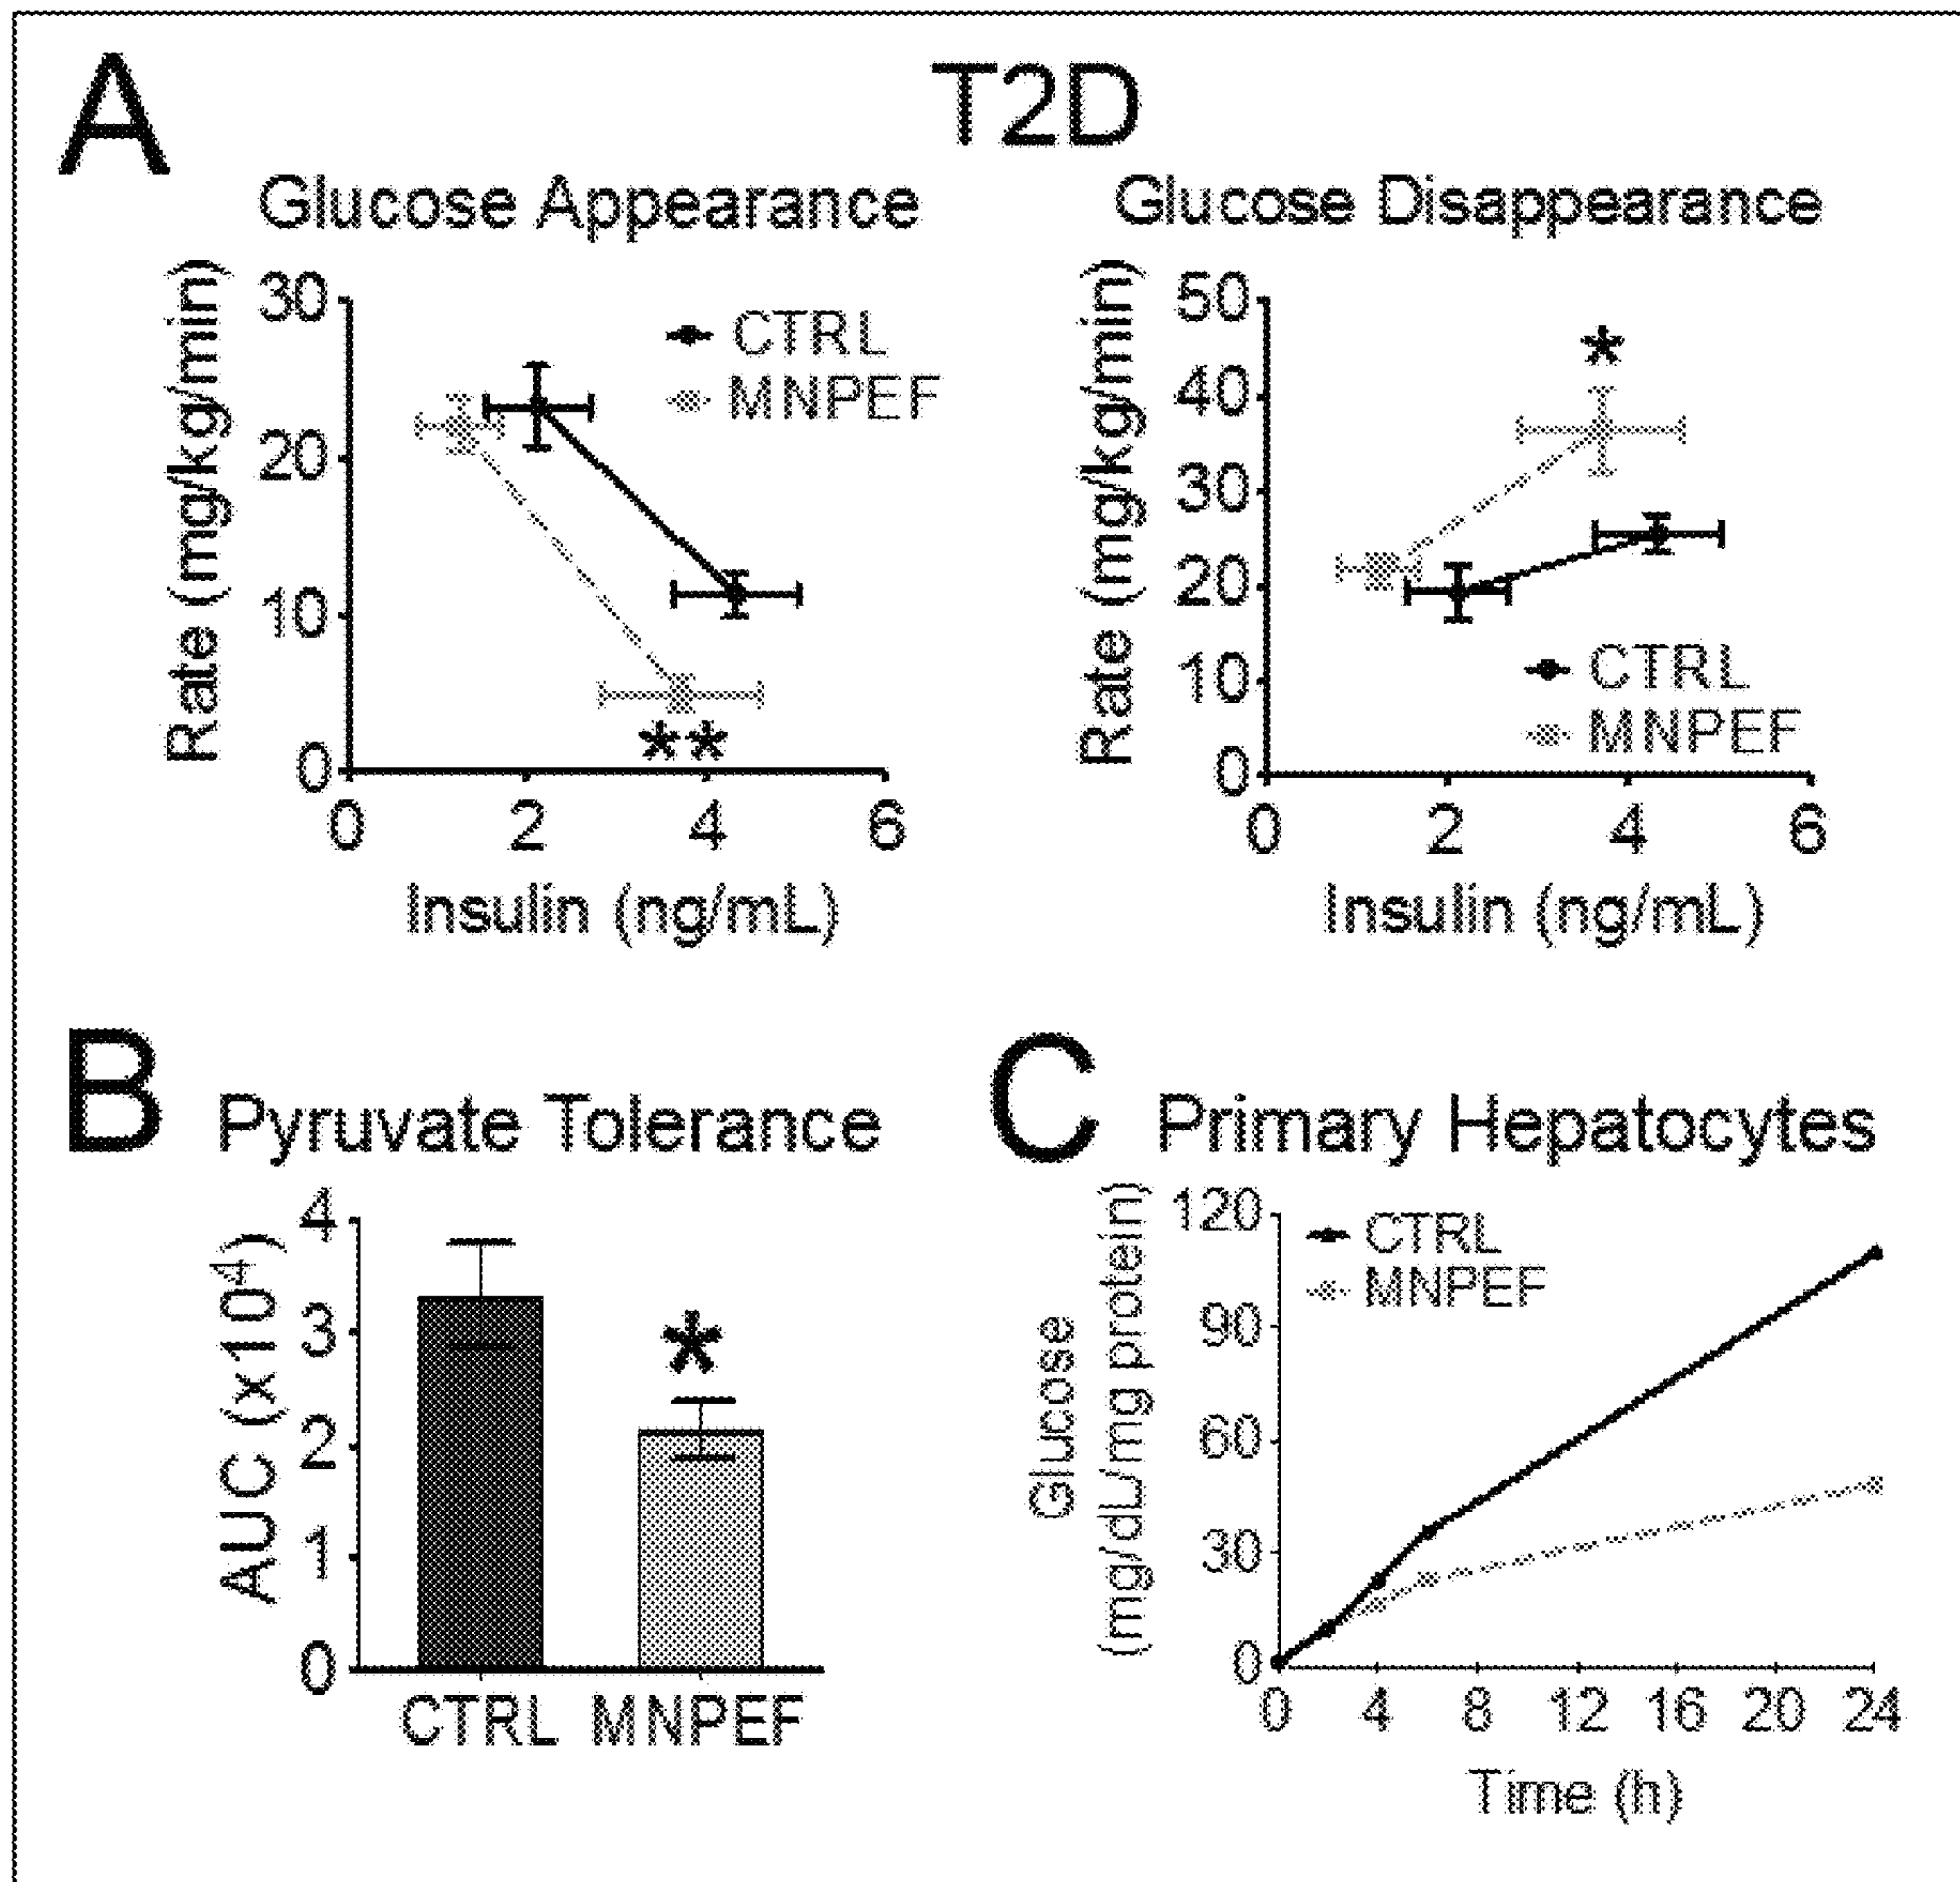 A
T2D
Glucose Appearance
Rate (mg/kg/min)
30
20
10
0
CTRL
MNPEF
**
0 2 4 6
Insulin (ng/mL)
Glucose Disappearance
Rate (mg/kg/min)
50
40
30
20
10
0
*
CTRL
MNPEF
0 2 4 6
Insulin (ng/mL)
B
Pyruvate Tolerance
AUC (x10⁴)
4
3
2
1
0
*
CTRL MNPEF
C
Primary Hepatocytes
Glucose
(mg/dL/mg protein)
120
90
60
30
0
CTRL
MNPEF
0 4 8 12 16 20 24
Time (h)